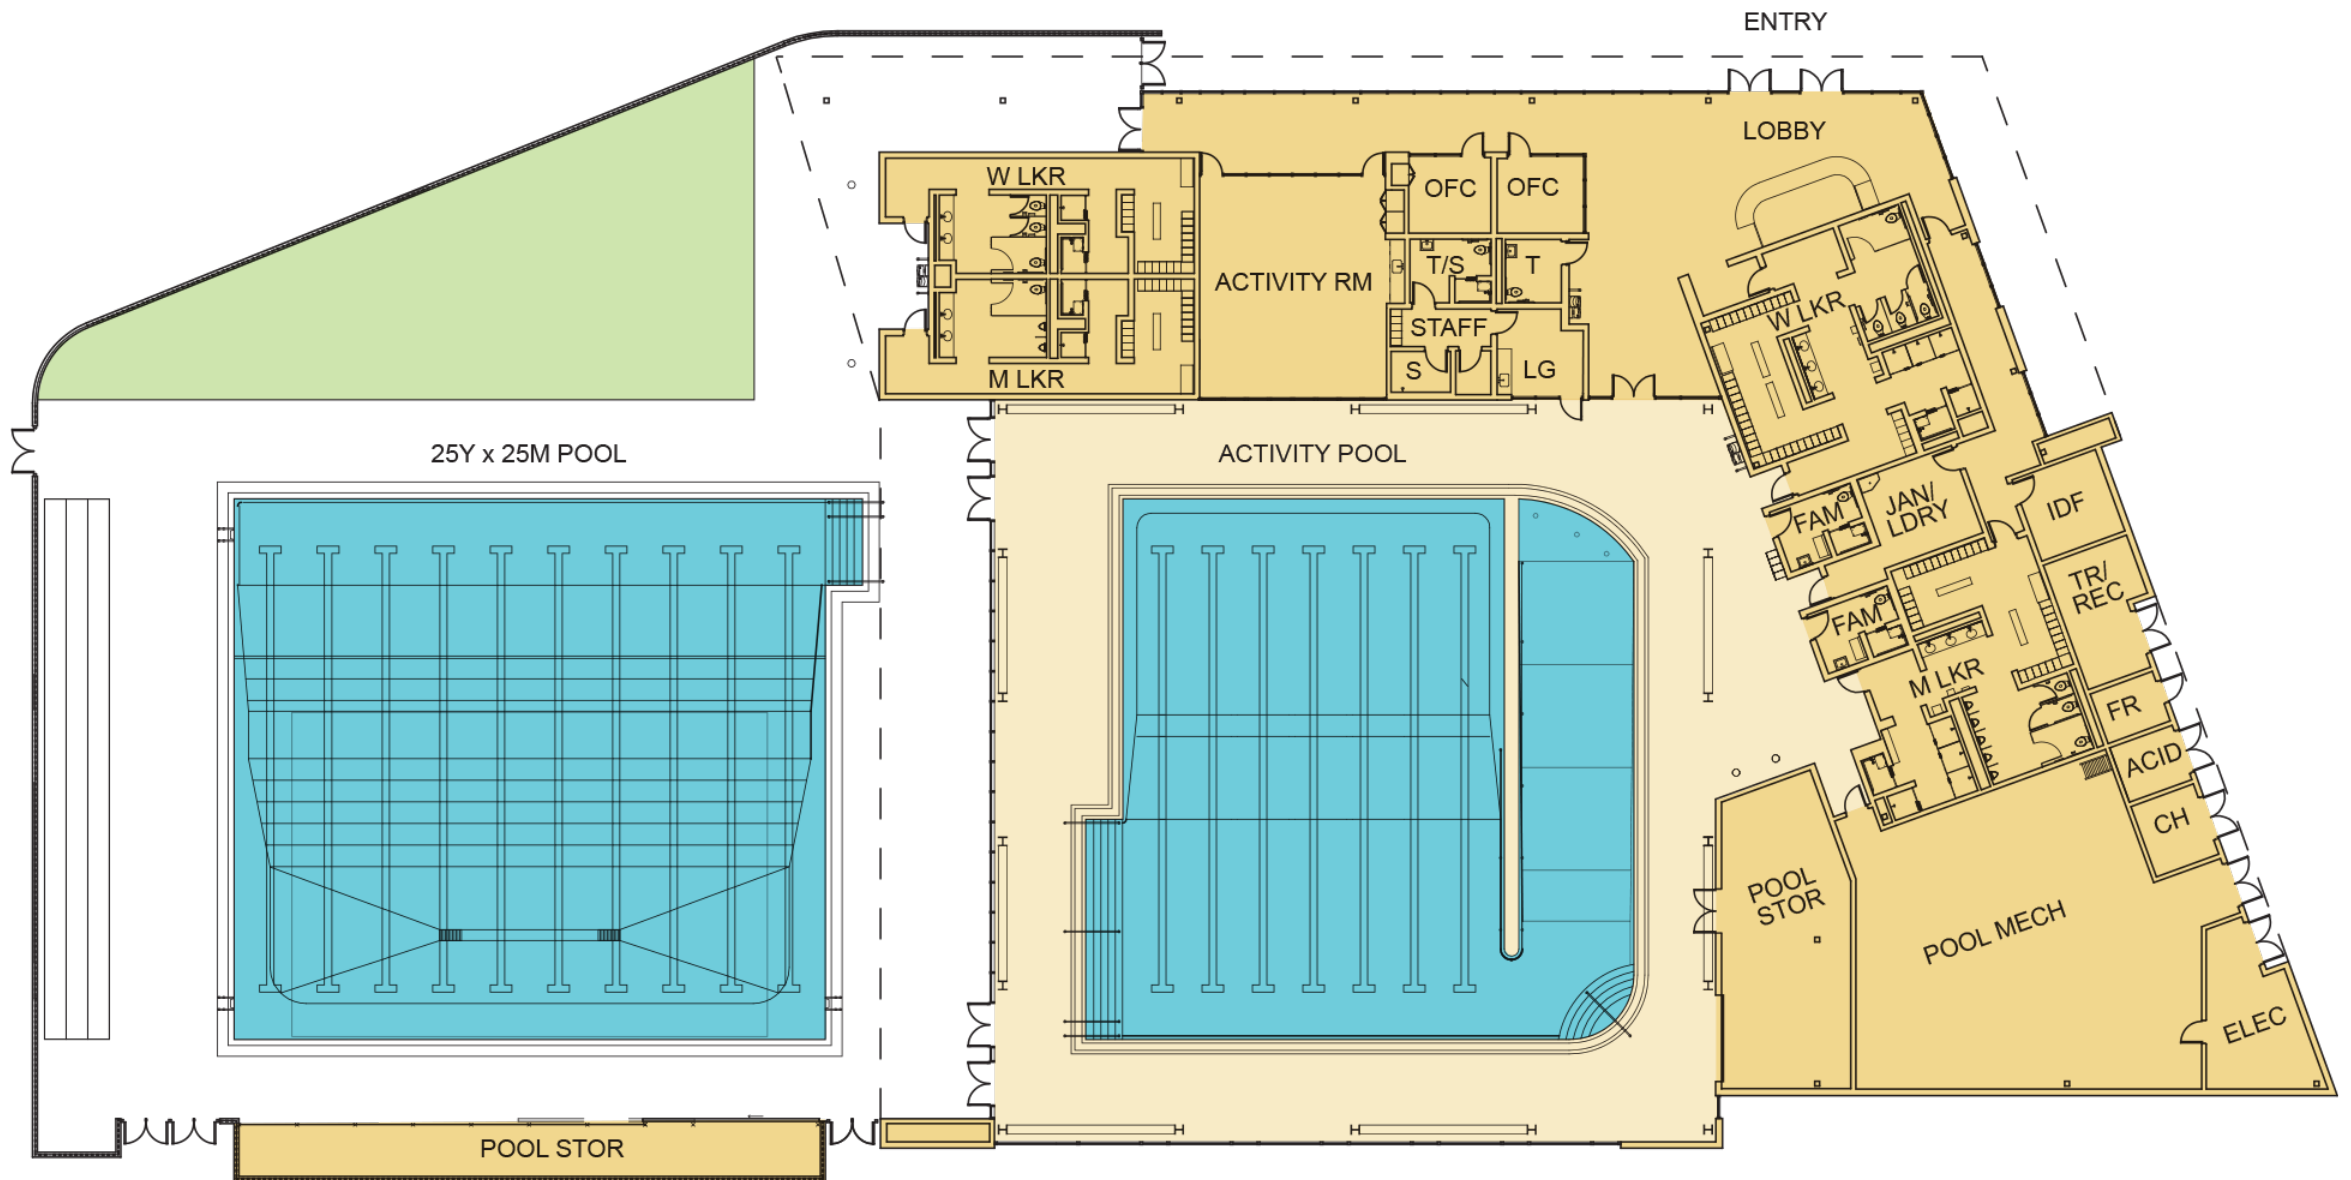 ENTRY
LOBBY
W LKR
OFC
OFC
T/S
T
ACTIVITY RM
W LKR
STAFF
M LKR
S
LG
25Y x 25M POOL
ACTIVITY POOL
JAN/
LDRY
IDF
FAM
TR/
REC
FAM
M LKR
FR
ACID
CH
POOL
STOR
POOL MECH
ELEC
POOL STOR